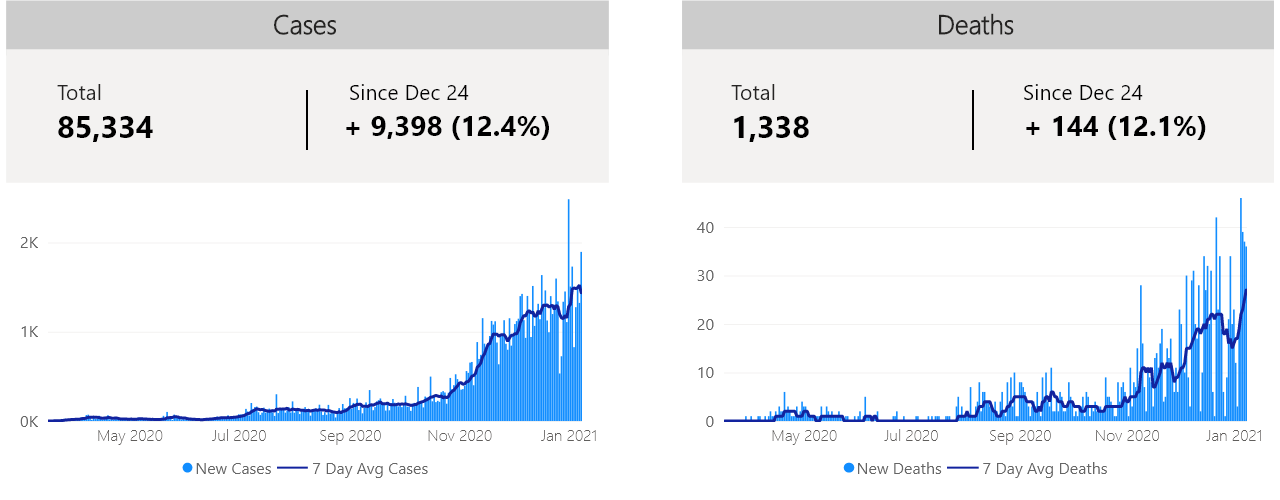 Cases
Total
85,334
Since Dec 24
+ 9,398 (12.4%)
2K
1K
0K
May 2020
Jul 2020
Sep 2020
Nov 2020
Jan 2021
New Cases
7 Day Avg Cases
Deaths
Total
1,338
Since Dec 24
+ 144 (12.1%)
40
30
20
10
0
May 2020
Jul 2020
Sep 2020
Nov 2020
Jan 2021
New Deaths
7 Day Avg Deaths